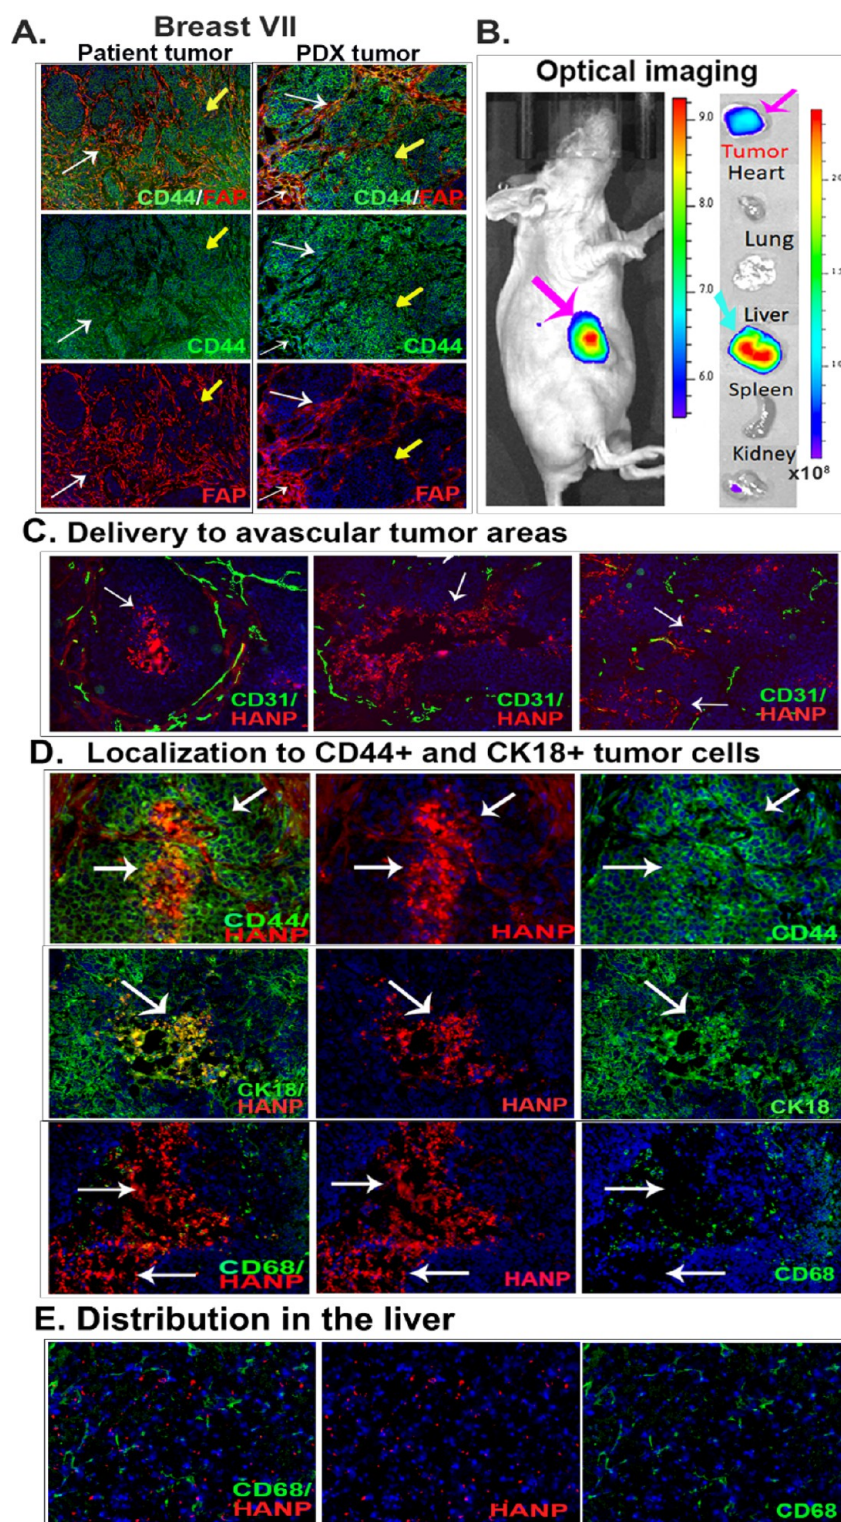 Breast VII
A.
Patient tumor
PDX tumor
CD44/FAP
CD44/FAP
CD44
CD44
FAP
FAP
B.
Optical imaging
9.0
8.0
7.0
6.0
Tumor
Heart
Lung
Liver
Spleen
Kidney
x10⁸
C. Delivery to avascular tumor areas
CD31/
HANP
CD31/
HANP
CD31/
HANP
D. Localization to CD44+ and CK18+ tumor cells
CD44/
HANP
HANP
CD44
CK18/
HANP
HANP
CK18
CD68/
HANP
HANP
CD68
E. Distribution in the liver
CD68/
HANP
HANP
CD68